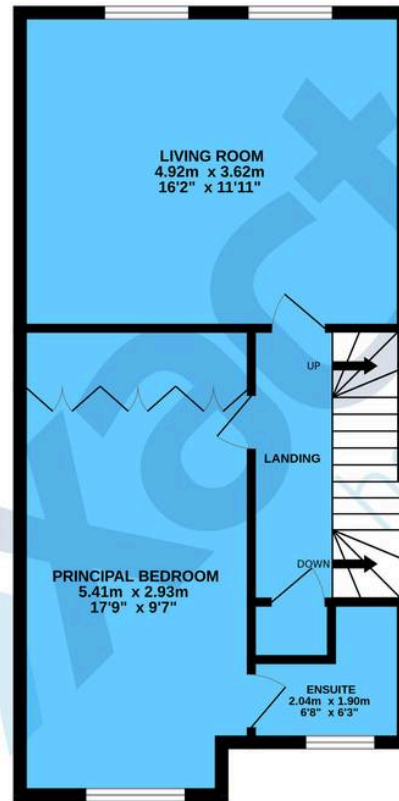 LIVING ROOM
4.92m x 3.62m
16'2" x 11'11"
UP
LANDING
DOWN
PRINCIPAL BEDROOM
5.41m x 2.93m
17'9" x 9'7"
ENSUITE
2.04m x 1.90m
6'8" x 6'3"